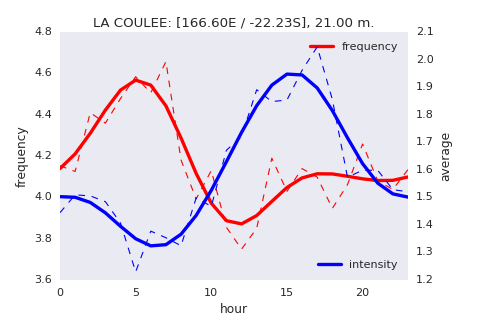 LA COULEE: [166.60E / -22.23S], 21.00 m.
4.8
4.6
4.4
4.2
4.0
3.8
3.6
frequency
2.1
2.0
1.9
1.8
1.7
1.6
1.5
1.4
1.3
1.2
average
frequency
intensity
0 5 10 15 20
hour